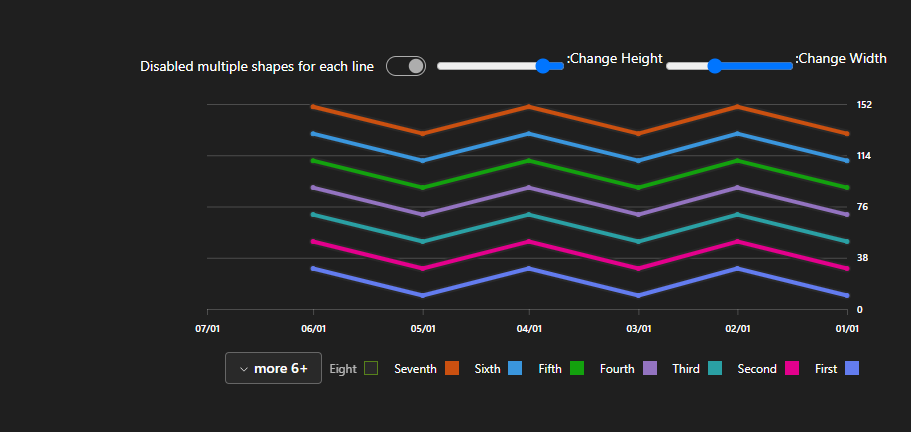 Disabled multiple shapes for each line
:Change Height
:Change Width
152
114
76
38
0
07/01 06/01 05/01 04/01 03/01 02/01 01/01
more 6+ Eight Seventh Sixth Fifth Fourth Third Second First